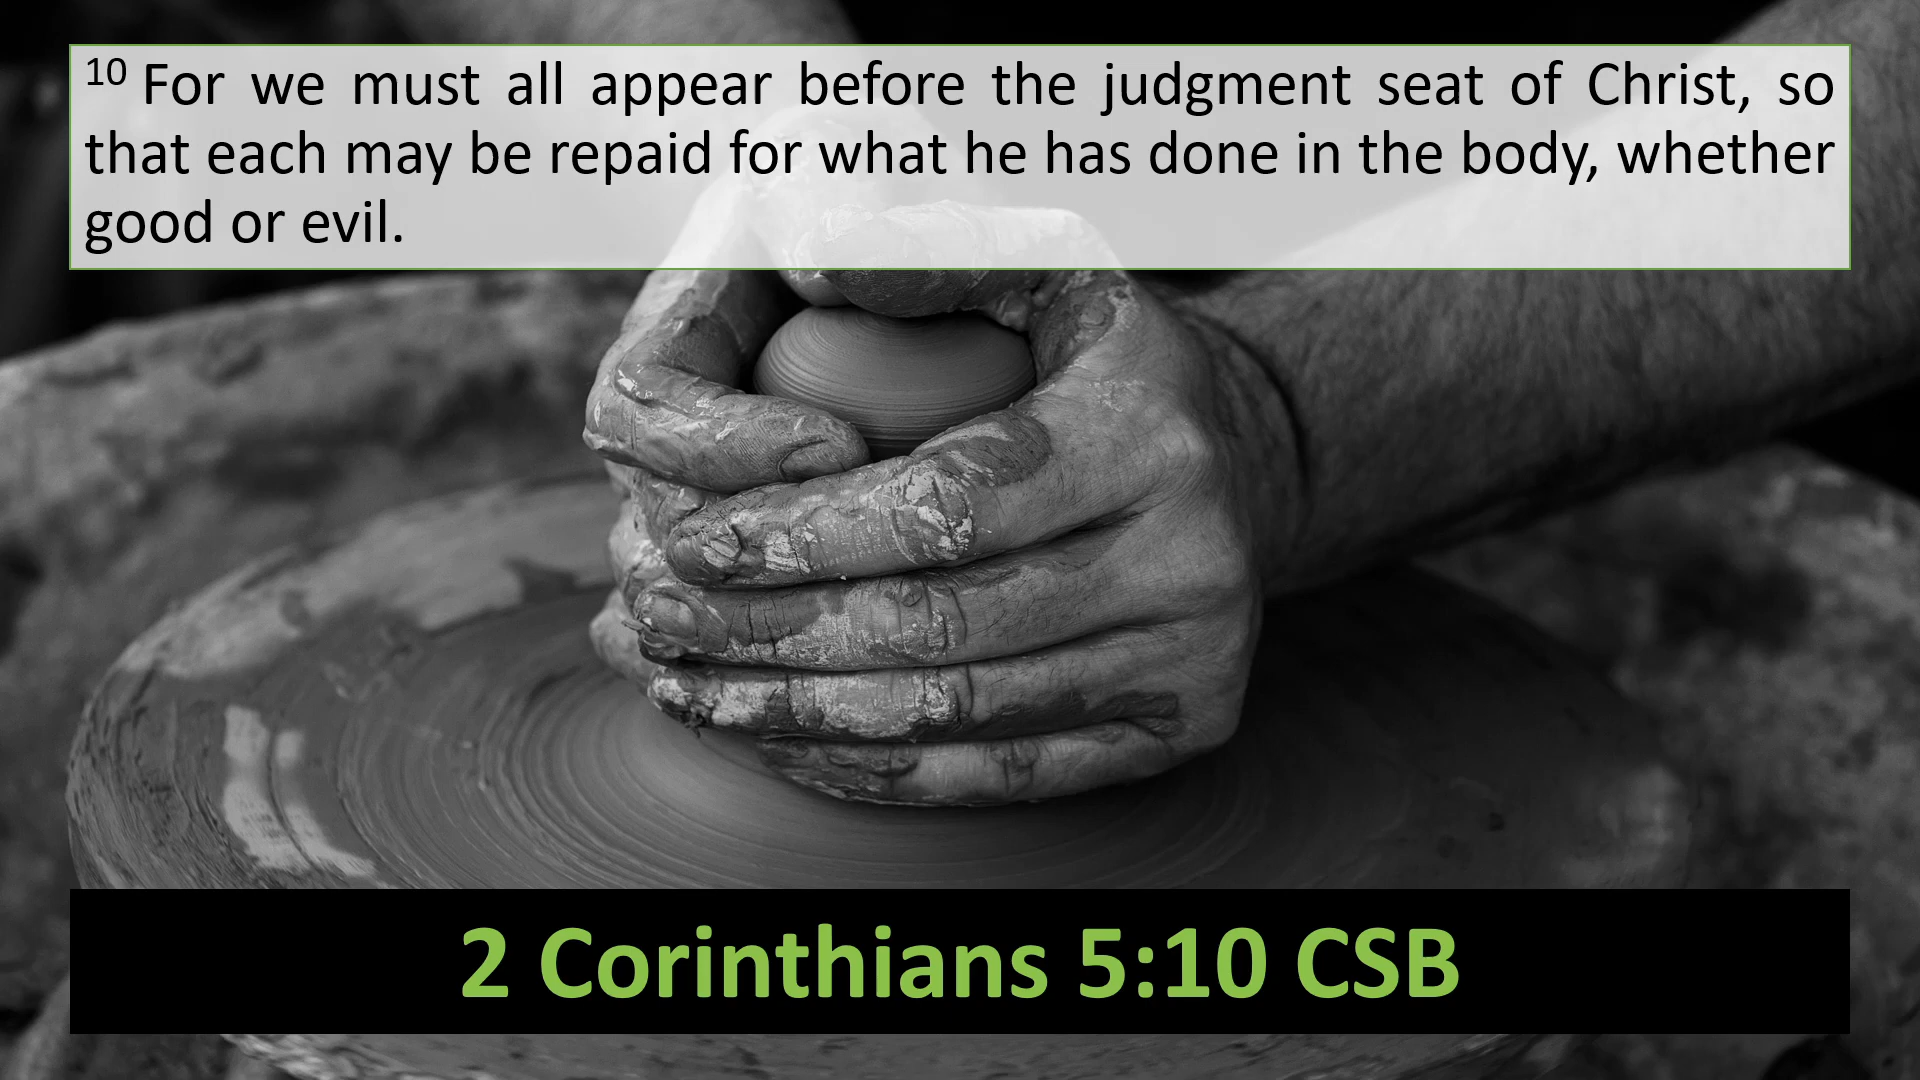 10 For we must all appear before the judgment seat of Christ, so
that each may be repaid for what he has done in the body, whether
good or evil.
2 Corinthians 5:10 CSB